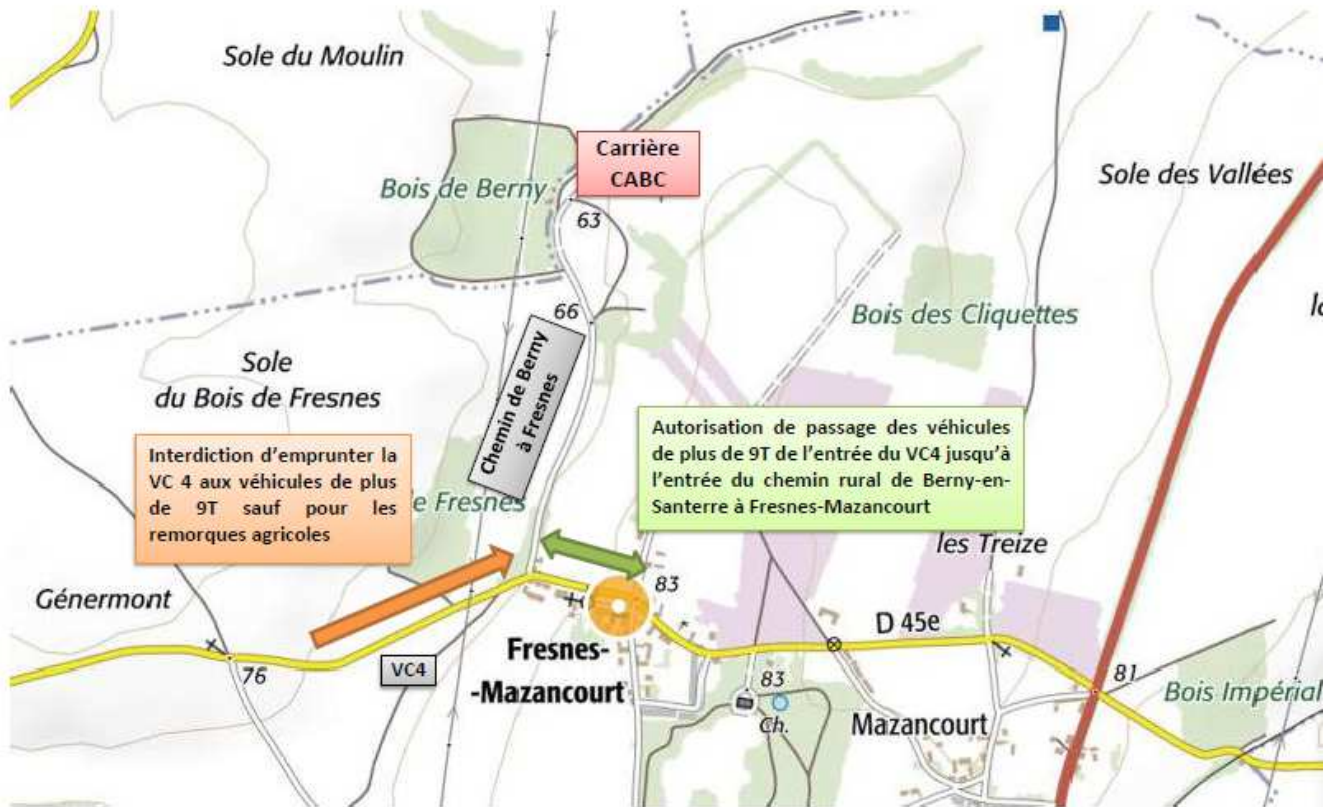 Sole du Moulin
Carrière
CABC
Bois de Berny
Sole des Vallées
63
66
Bois des Cliquettes
Chemin de Berny
à Fresnes
Sole
du Bois de Fresnes
Interdiction d'emprunter la
VC 4 aux véhicules de plus
de 9T sauf pour les
remorques agricoles
e Fresnes
Autorisation de passage des véhicules
de plus de 9T de l'entrée du VC4 jusqu'à
l'entrée du chemin rural de Berny-en-
Santerre à Fresnes-Mazancourt
les Treize
Génermont
83
D 45e
Fresnes-
-Mazancourt
VC4
76
83
Ch.
Mazancourt
81
Bois Impérial